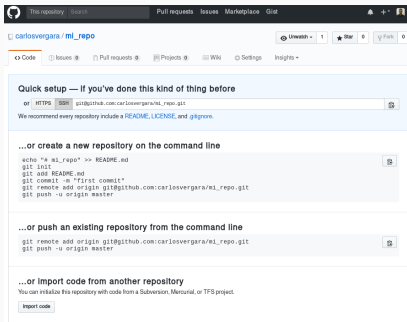 This repository Search Pull requests Issues Marketplace Gist
carlosvergara / mi_repo Unwatch 1 Star 0 Fork 0
Code Issues 0 Pull requests 0 Projects 0 Wiki Settings Insights
Quick setup — if you've done this kind of thing before
or HTTPS SSH git@github.com:carlosvergara/mi_repo.git
We recommend every repository include a README, LICENSE, and .gitignore.
...or create a new repository on the command line
echo "# mi_repo" >> README.md
git init
git add README.md
git commit -m "first commit"
git remote add origin git@github.com:carlosvergara/mi_repo.git
git push -u origin master
...or push an existing repository from the command line
git remote add origin git@github.com:carlosvergara/mi_repo.git
git push -u origin master
...or import code from another repository
You can initialize this repository with code from a Subversion, Mercurial, or TFS project.
Import code